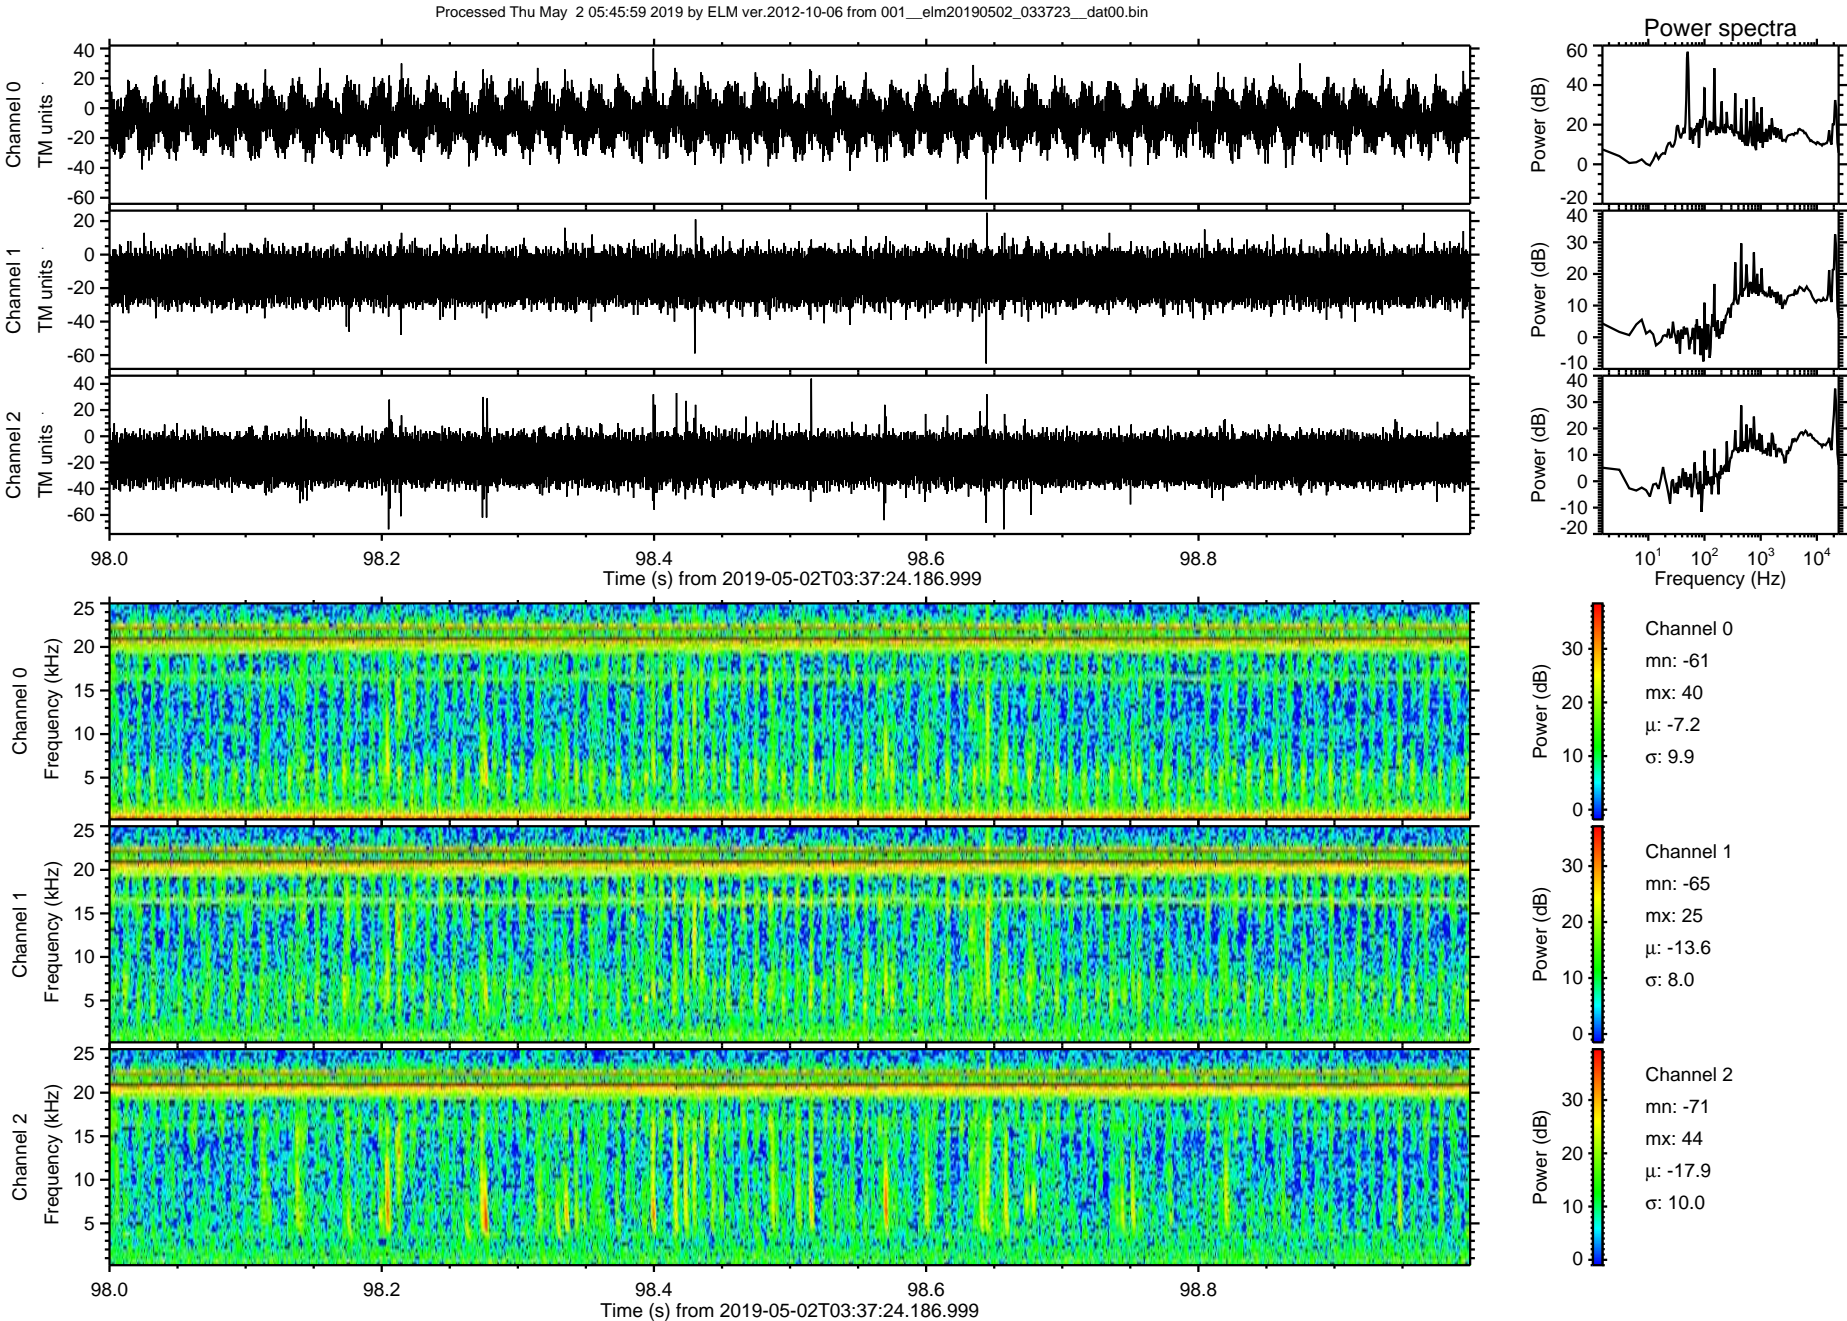 Processed Thu May  2 05:45:59 2019 by ELM ver.2012-10-06 from 001__elm20190502_033723__dat00.bin
Power spectra
Channel 0
TM units
40
20
0
-20
-40
-60
Power (dB)
60
40
20
0
-20
Channel 1
TM units
20
0
-20
-40
-60
Power (dB)
40
30
20
10
0
-10
Channel 2
TM units
40
20
0
-20
-40
-60
Power (dB)
40
30
20
10
0
-10
-20
98.0 98.2 98.4 98.6 98.8
Time (s) from 2019-05-02T03:37:24.186.999
10¹ 10² 10³ 10⁴
Frequency (Hz)
Channel 0
Frequency (kHz)
25
20
15
10
5
Power (dB)
30
20
10
0
Channel 0
mn: -61
mx: 40
μ: -7.2
σ: 9.9
Channel 1
Frequency (kHz)
25
20
15
10
5
Power (dB)
30
20
10
0
Channel 1
mn: -65
mx: 25
μ: -13.6
σ: 8.0
Channel 2
Frequency (kHz)
25
20
15
10
5
Power (dB)
30
20
10
0
Channel 2
mn: -71
mx: 44
μ: -17.9
σ: 10.0
98.0 98.2 98.4 98.6 98.8
Time (s) from 2019-05-02T03:37:24.186.999